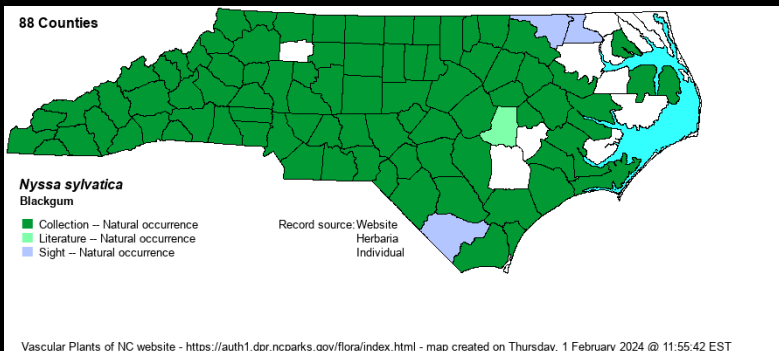 88 Counties
Nyssa sylvatica
Blackgum
Collection -- Natural occurrence
Literature -- Natural occurrence
Sight -- Natural occurrence
Record source: Website
Herbaria
Individual
Vascular Plants of NC website - https://auth1.dpr.ncparks.gov/flora/index.html - map created on Thursday, 1 February 2024 @ 11:55:42 EST